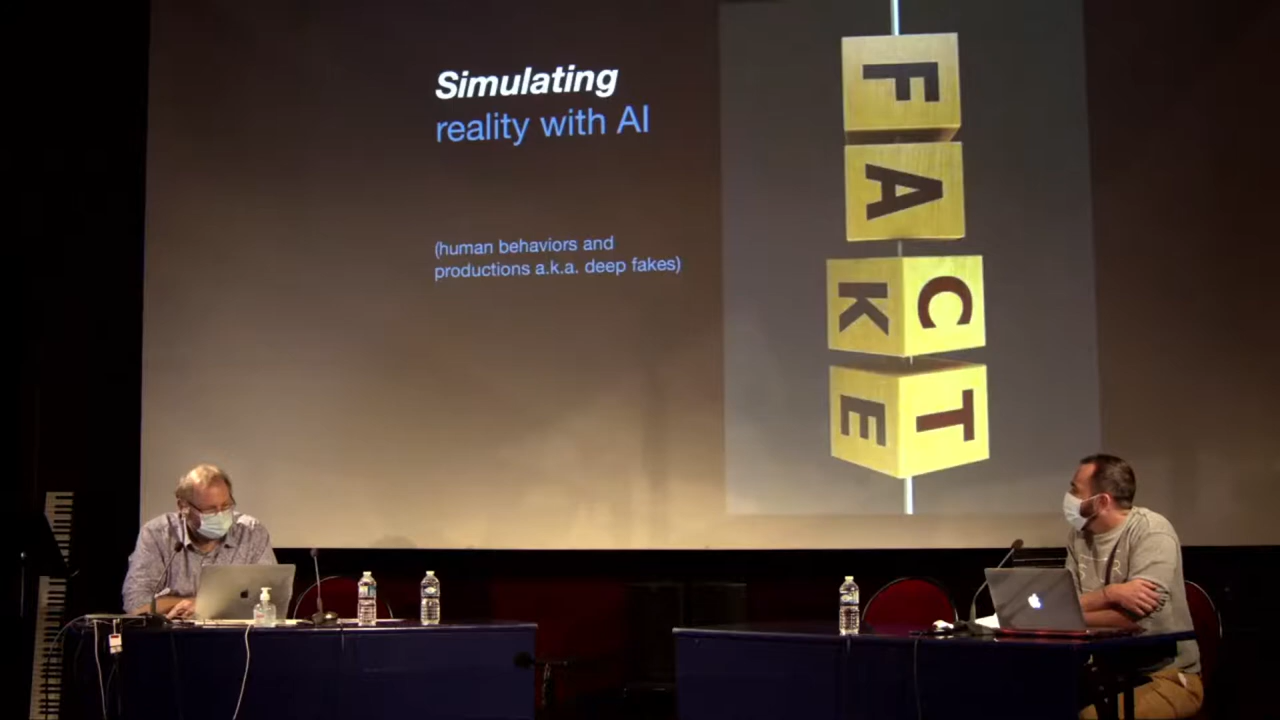 Simulating
reality with AI
(human behaviors and
productions a.k.a. deep fakes)
F
A
K C
E T